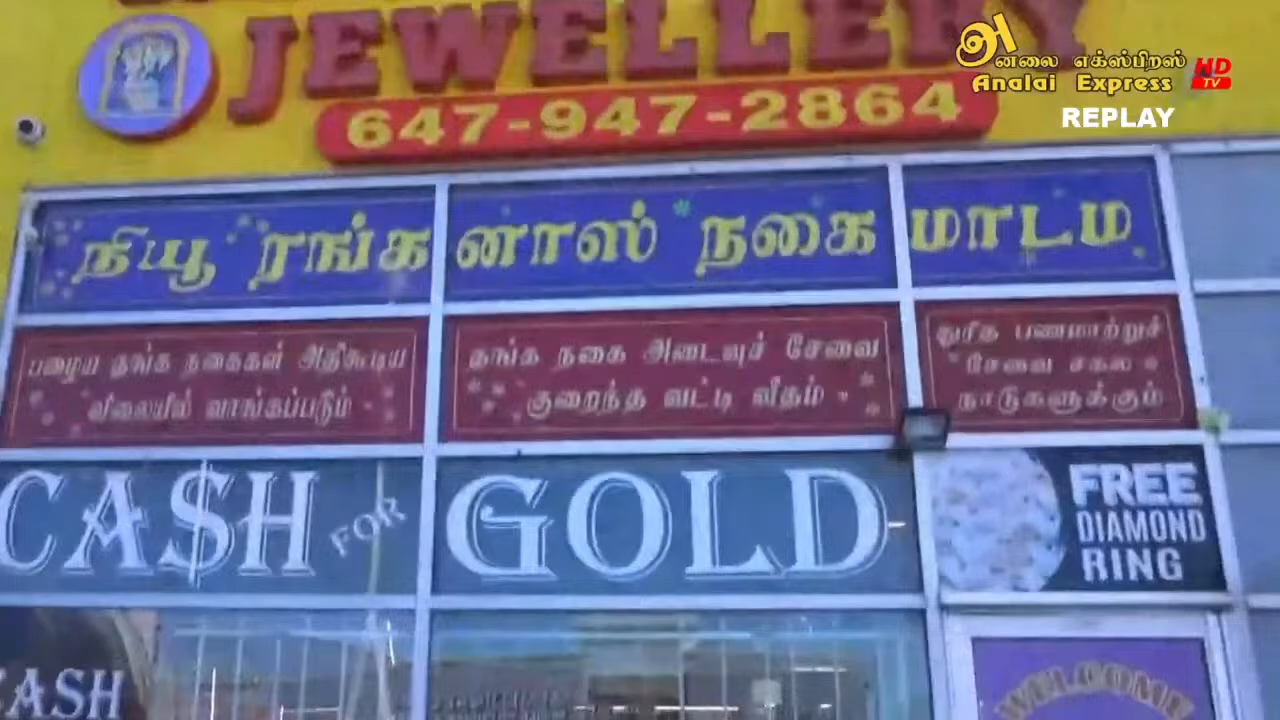 JEWELLERY
அனலை எக்ஸ்பிரஸ்
Analai Express HD TV
REPLAY
647-947-2864
நியூ ரங்கனாஸ் நகை மாடம
பழைய தங்க நகைகள் அதிகூடிய
விலையில் வாங்கப்படும்
தங்க நகை அடைவுச் சேவை
குறைந்த வட்டி வீதம்
துரித பணமாற்றுச்
சேவை சகல
நாடுகளுக்கும்
CA$H FOR GOLD
FREE
DIAMOND
RING
CASH
WELCOME